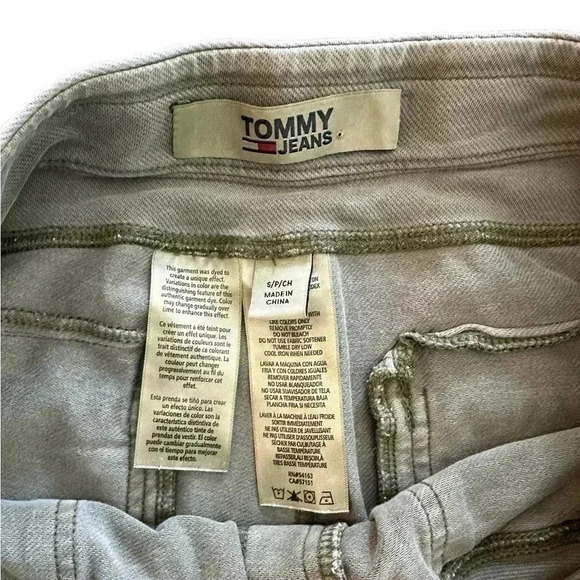 TOMMY
JEANS
This garment was dyed to
create a unique effect.
Variations in color are the
distinguishing feature of this
authentic garment dye. Color
may change gradually over
time to enhance this effect.
Ce vêtement a été teint pour
créer un effet unique. Les
variations de couleurs sont le
trait distinctif de ce colorant
de vêtement authentique.
La couleur peut changer
progressivement au fil du
temps pour renforcer cet
effet.
Esta prenda se tiñó para crear
un efecto único. Las
variaciones de color son la
característica distintiva de
este auténtico tinte de
prendas de vestir. El color
puede cambiar gradualmente
con el tiempo para mejorar
este efecto.
S/P/CH
MADE IN
CHINA
LIKE COLORS ONLY
REMOVE PROMPTLY
DO NOT BLEACH
DO NOT USE FABRIC SOFTENER
TUMBLE DRY LOW
COOL IRON WHEN NEEDED
LAVAR A MAQUINA CON AGUA
FRIA Y CON COLORES IGUALES
REMOVER RAPIDAMENTE
NO USAR BLANQUEADOR
NO USAR SUAVISADOR DE TELA
SECAR A TEMPERATURA BAJA
PLANCHA FRIA SI NECESITA
LAVER À LA MACHINE À L'EAU FROIDE
SORTIR IMMÉDIATEMENT
NE PAS UTILISER DE JAVELLISANT
NE PAS UTILISER D'ASSOUPLISSEUR
SÉCHER PAR CULBUTAGE À
BASSE TEMPÉRATURE
REPASSER,AU BESOIN,À
TRÈS BASSE TEMPÉRATURE
RN#54163
CA#57151